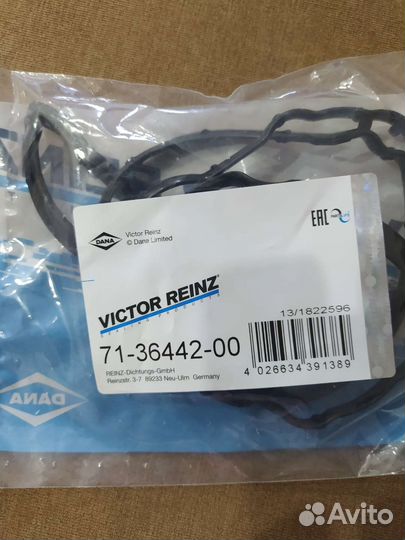 DANA
Victor Reinz
© Dana Limited
EAC
VICTOR REINZ
13/1822596
71-36442-00
REINZ-Dichtungs-GmbH
Reinzstr. 3-7 89233 Neu-Ulm Germany
4 026634 391389
DANA
Avito